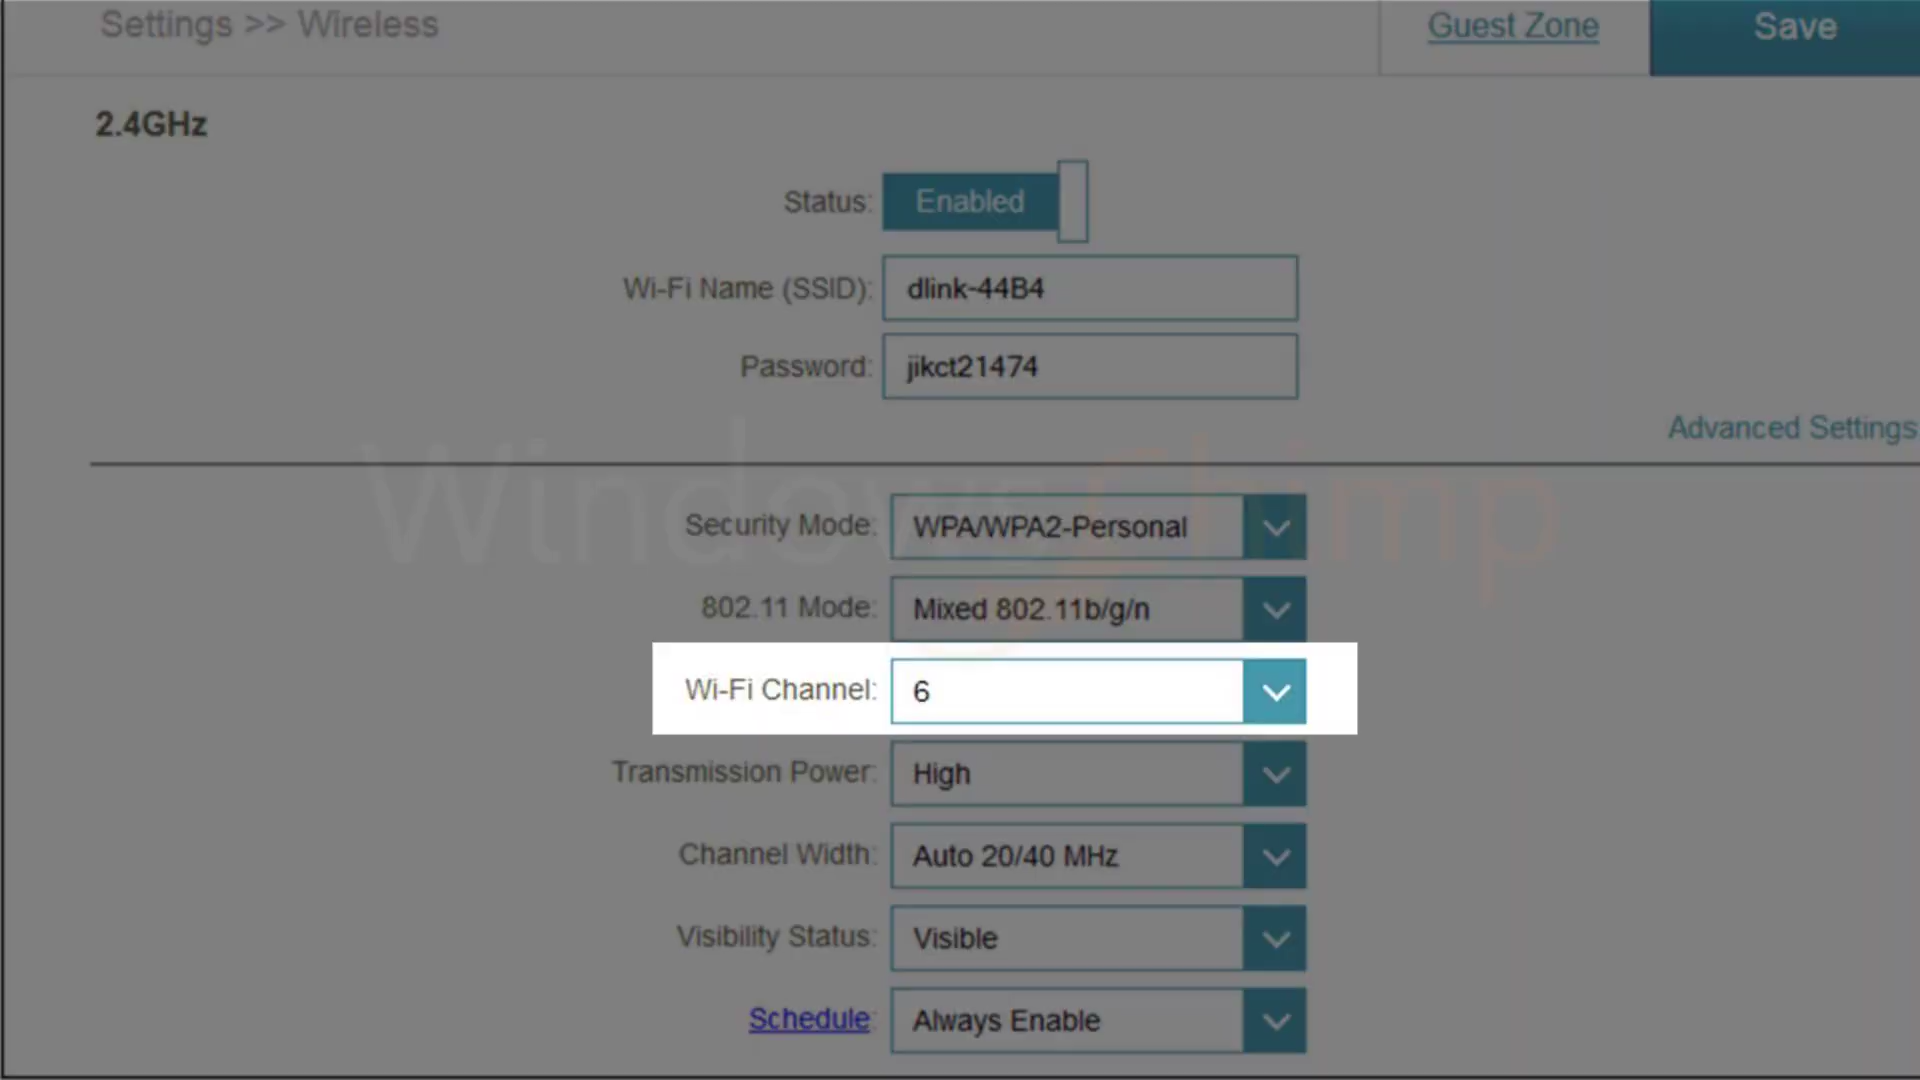 Settings >> Wireless
Guest Zone
Save
2.4GHz
Status: Enabled
Wi-Fi Name (SSID): dlink-44B4
Password: jikct21474
Advanced Settings
WindowsChimp
Security Mode: WPA/WPA2-Personal
802.11 Mode: Mixed 802.11b/g/n
Wi-Fi Channel: 6
Transmission Power: High
Channel Width: Auto 20/40 MHz
Visibility Status: Visible
Schedule: Always Enable